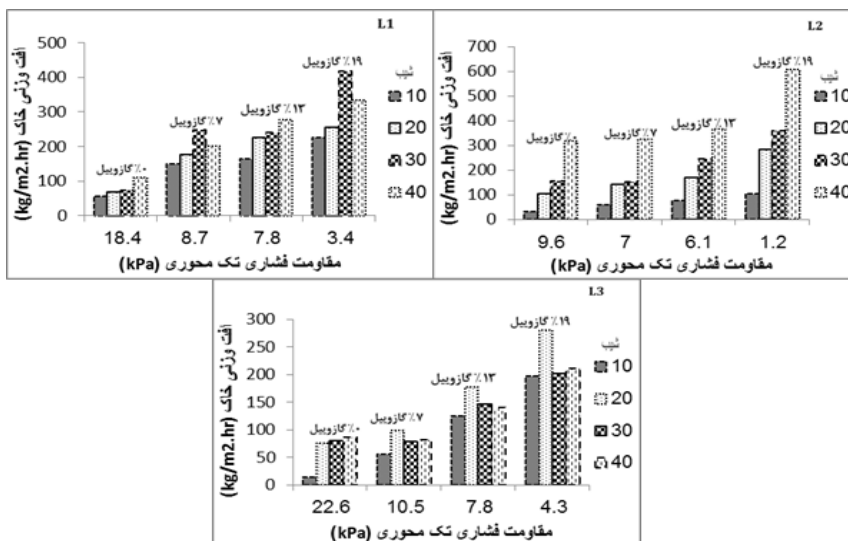 L1
افت وزنی خاک (kg/m2.hr)
500
400
300
200
100
0
٪۰ گازوییل
٪۷ گازوییل
٪۱۳ گازوییل
٪۱۹ گازوییل
18.4 8.7 7.8 3.4
مقاومت فشاری تک محوری (kPa)
شیب
10
20
30
40
L2
افت وزنی خاک (kg/m2.hr)
700
600
500
400
300
200
100
0
٪۰ گازوییل
٪۷ گازوییل
٪۱۳ گازوییل
٪۱۹ گازوییل
9.6 7 6.1 1.2
مقاومت فشاری تک محوری (kPa)
شیب
10
20
30
40
L3
افت وزنی خاک (kg/m2.hr)
300
250
200
150
100
50
0
٪۰ گازوییل
٪۷ گازوییل
٪۱۳ گازوییل
٪۱۹ گازوییل
22.6 10.5 7.8 4.3
مقاومت فشاری تک محوری (kPa)
شیب
10
20
30
40